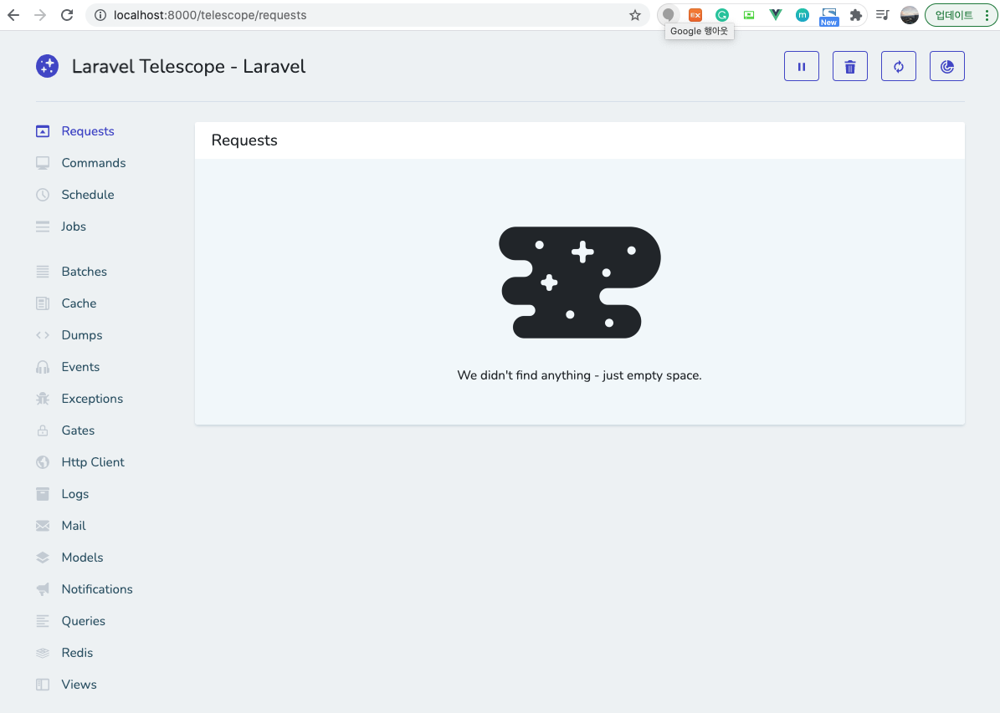 localhost:8000/telescope/requests
EX
G
m
New
업데이트
Google 행아웃
Laravel Telescope - Laravel
Requests
Commands
Schedule
Jobs
Batches
Cache
Dumps
Events
Exceptions
Gates
Http Client
Logs
Mail
Models
Notifications
Queries
Redis
Views
Requests
We didn't find anything - just empty space.